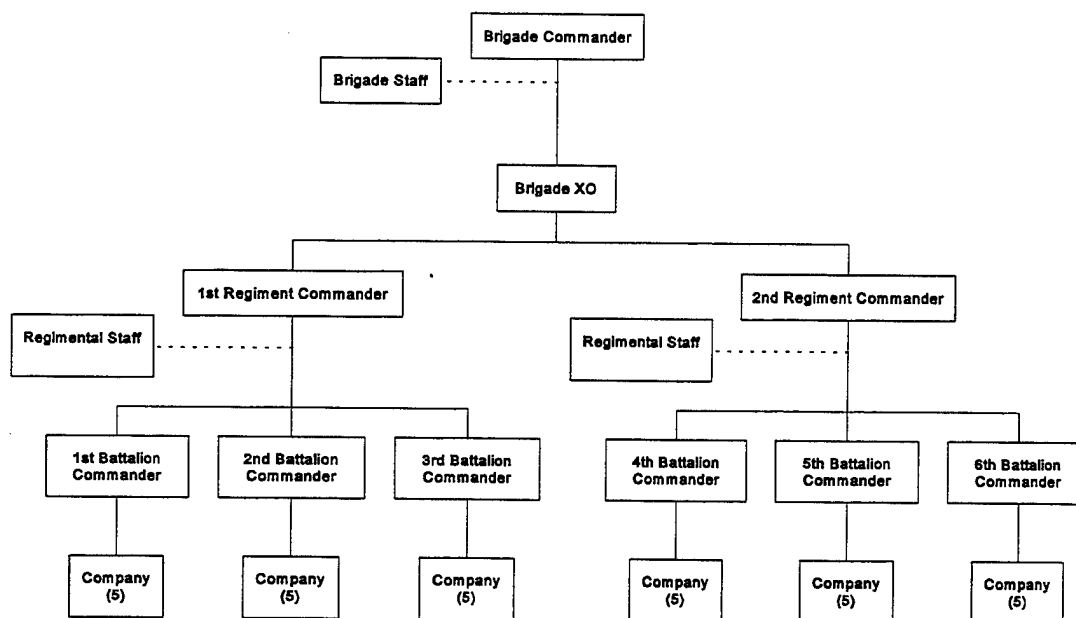 Brigade Commander
Brigade Staff
Brigade XO
1st Regiment Commander
2nd Regiment Commander
Regimental Staff
Regimental Staff
1st Battalion
Commander
2nd Battalion
Commander
3rd Battalion
Commander
4th Battalion
Commander
5th Battalion
Commander
6th Battalion
Commander
Company
(5)
Company
(5)
Company
(5)
Company
(5)
Company
(5)
Company
(5)